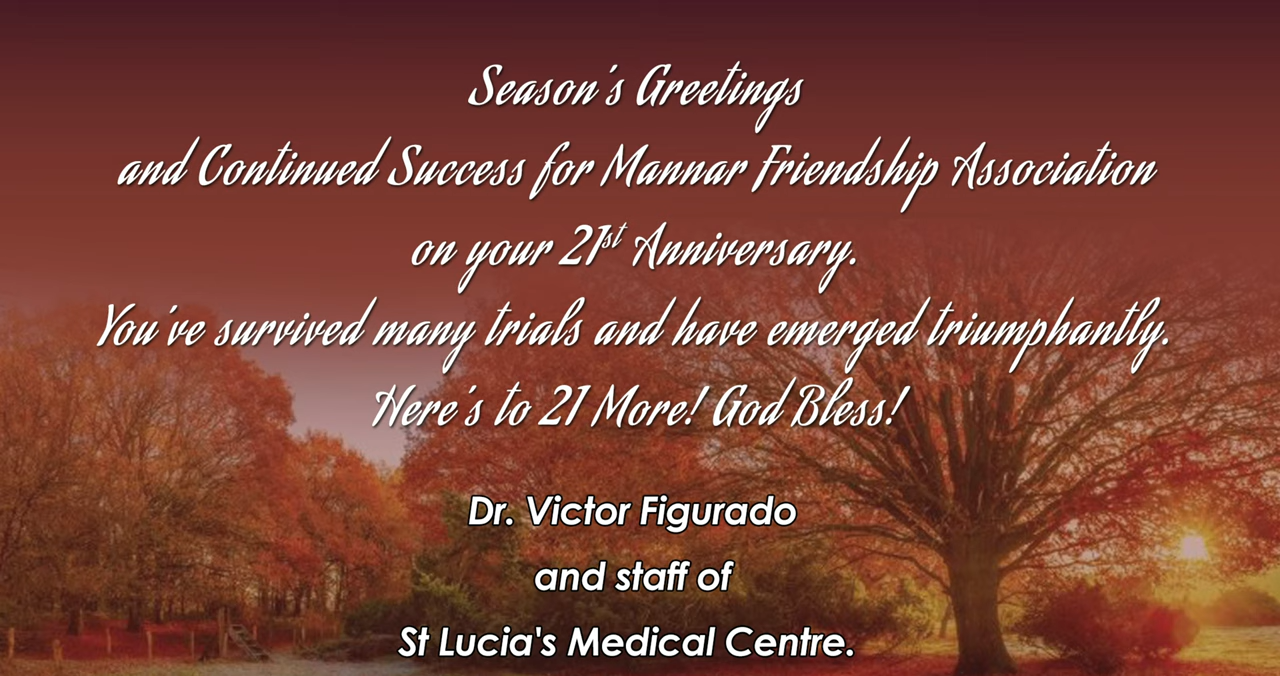 Season's Greetings
and Continued Success for Mannar Friendship Association
on your 21st Anniversary.
You've survived many trials and have emerged triumphantly.
Here's to 21 More! God Bless!
Dr. Victor Figurado
and staff of
St Lucia's Medical Centre.